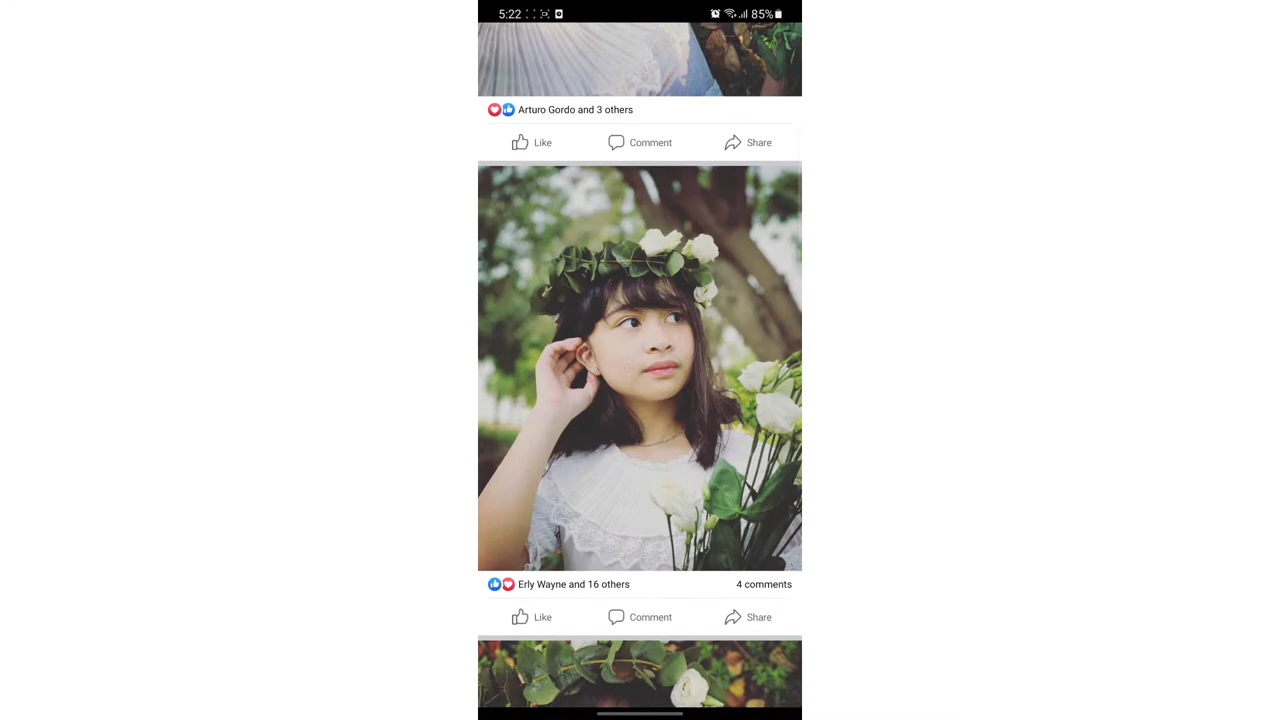 5:22 85%
Arturo Gordo and 3 others
Like Comment Share
Erly Wayne and 16 others 4 comments
Like Comment Share